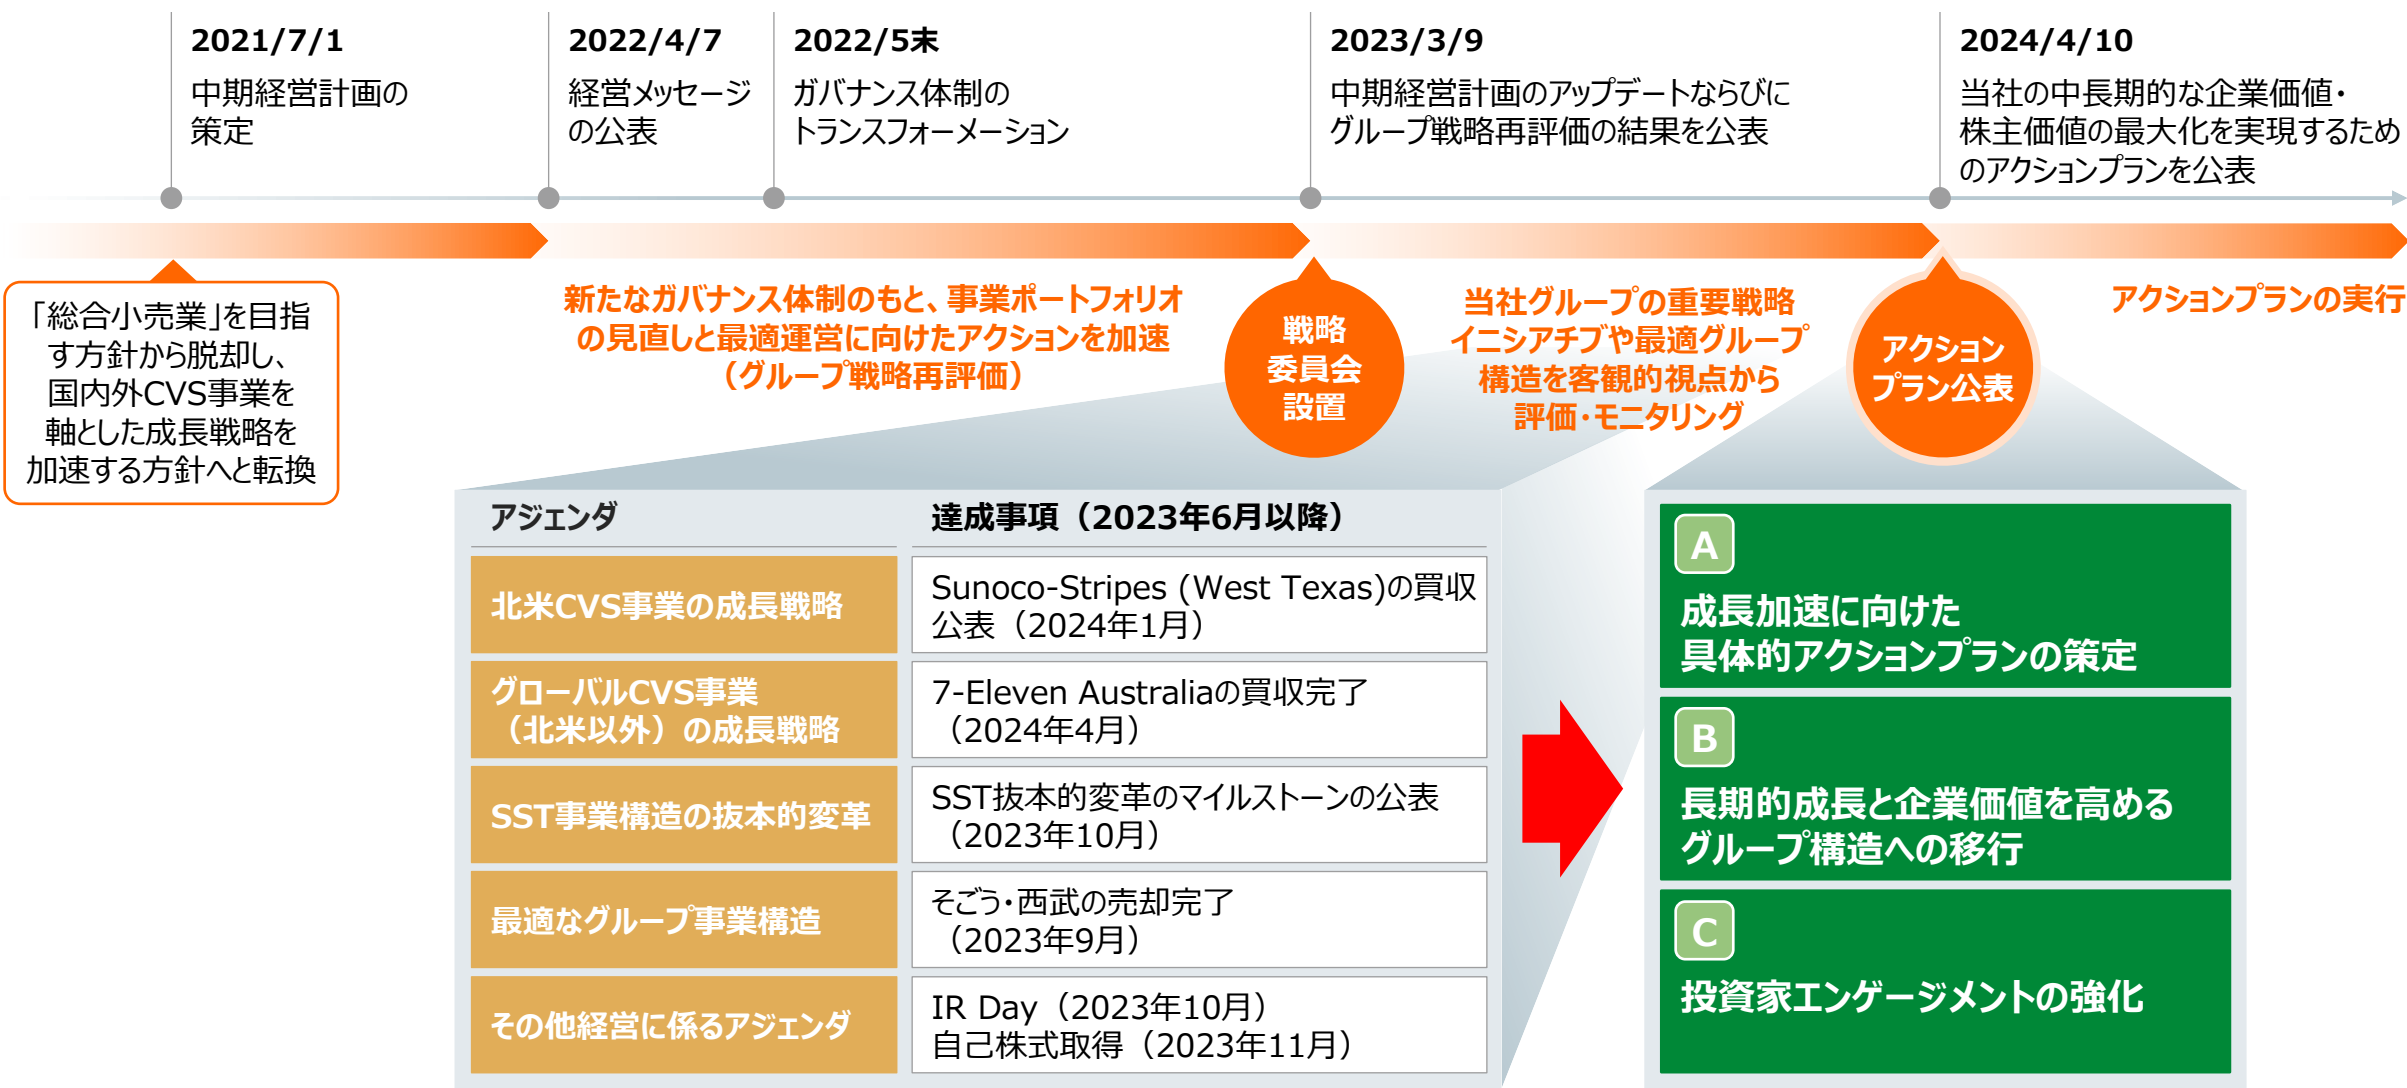 2021/7/1
中期経営計画の
策定
2022/4/7
経営メッセージ
の公表
2022/5末
ガバナンス体制の
トランスフォーメーション
2023/3/9
中期経営計画のアップデートならびに
グループ戦略再評価の結果を公表
2024/4/10
当社の中長期的な企業価値・
株主価値の最大化を実現するため
のアクションプランを公表
「総合小売業」を目指
す方針から脱却し、
国内外CVS事業を
軸とした成長戦略を
加速する方針へと転換
新たなガバナンス体制のもと、事業ポートフォリオ
の見直しと最適運営に向けたアクションを加速
（グループ戦略再評価）
戦略
委員会
設置
当社グループの重要戦略
イニシアチブや最適グループ
構造を客観的視点から
評価・モニタリング
アクション
プラン公表
アクションプランの実行
アジェンダ
達成事項（2023年6月以降）
北米CVS事業の成長戦略
Sunoco-Stripes (West Texas)の買収
公表（2024年1月）
グローバルCVS事業
（北米以外）の成長戦略
7-Eleven Australiaの買収完了
（2024年4月）
SST事業構造の抜本的変革
SST抜本的変革のマイルストーンの公表
（2023年10月）
最適なグループ事業構造
そごう・西武の売却完了
（2023年9月）
その他経営に係るアジェンダ
IR Day（2023年10月）
自己株式取得（2023年11月）
A
成長加速に向けた
具体的アクションプランの策定
B
長期的成長と企業価値を高める
グループ構造への移行
C
投資家エンゲージメントの強化